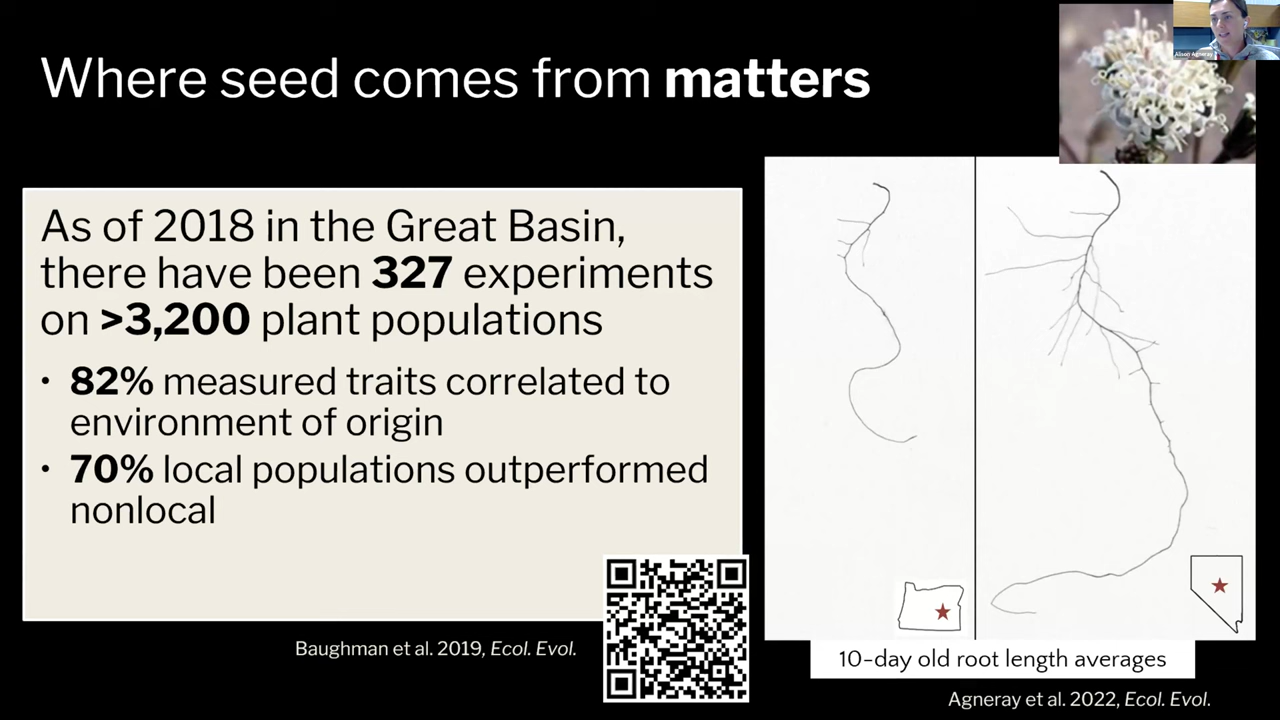 Where seed comes from matters
Alison Agneray
As of 2018 in the Great Basin,
there have been 327 experiments
on >3,200 plant populations
• 82% measured traits correlated to
environment of origin
• 70% local populations outperformed
nonlocal
Baughman et al. 2019, Ecol. Evol.
10-day old root length averages
Agneray et al. 2022, Ecol. Evol.